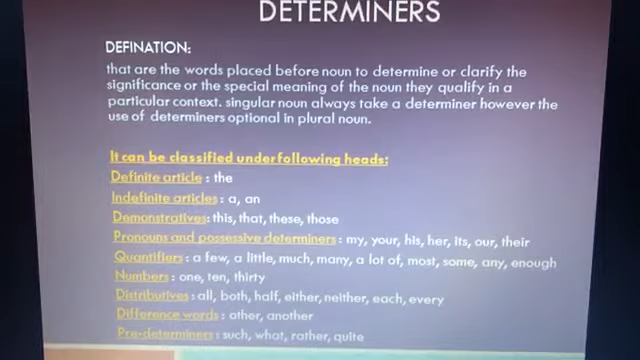 DETERMINERS
DEFINATION:
that are the words placed before noun to determine or clarify the
significance or the special meaning of the noun they qualify in a
particular context. singular noun always take a determiner however the
use of determiners optional in plural noun.
It can be classified under following heads:
Definite article : the
Indefinite articles : a, an
Demonstratives: this, that, these, those
Pronouns and possessive determiners : my, your, his, her, its, our, their
Quantifiers : a few, a little, much, many, a lot of, most, some, any, enough
Numbers : one, ten, thirty
Distributives : all, both, half, either, neither, each, every
Difference words : other, another
Pre-determiners : such, what, rather, quite